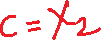 C = X2